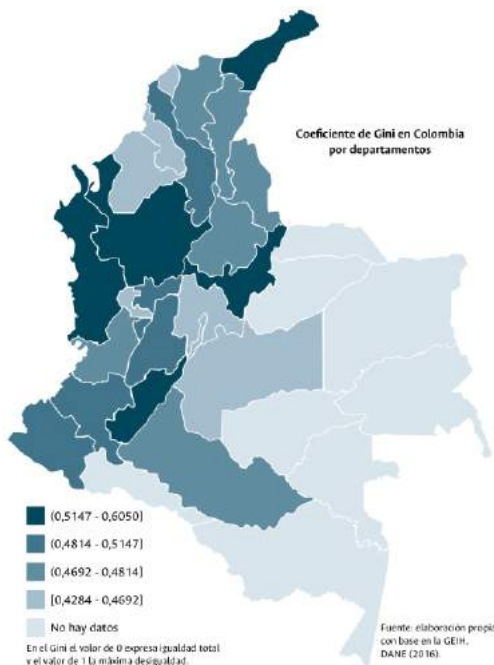 Coeficiente de Gini en Colombia
por departamentos
(0,5147 - 0,6050]
(0,4814 - 0,5147]
(0,4692 - 0,4814]
[0,4284 - 0,4692]
No hay datos
En el Gini el valor de 0 expresa igualdad total
y el valor de 1 la máxima desigualdad.
Fuente: elaboración propia
con base en la GEIH.
DANE (2016).